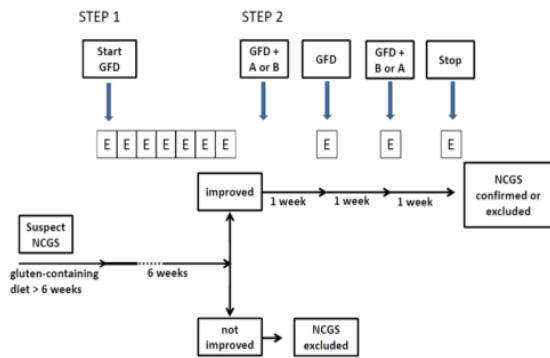 STEP 1
STEP 2
Start
GFD
GFD +
A or B
GFD
GFD +
B or A
Stop
E E E E E E E
E
E
E
improved
1 week
1 week
1 week
NCGS
confirmed or
excluded
Suspect
NCGS
gluten-containing
diet > 6 weeks
6 weeks
not
improved
NCGS
excluded